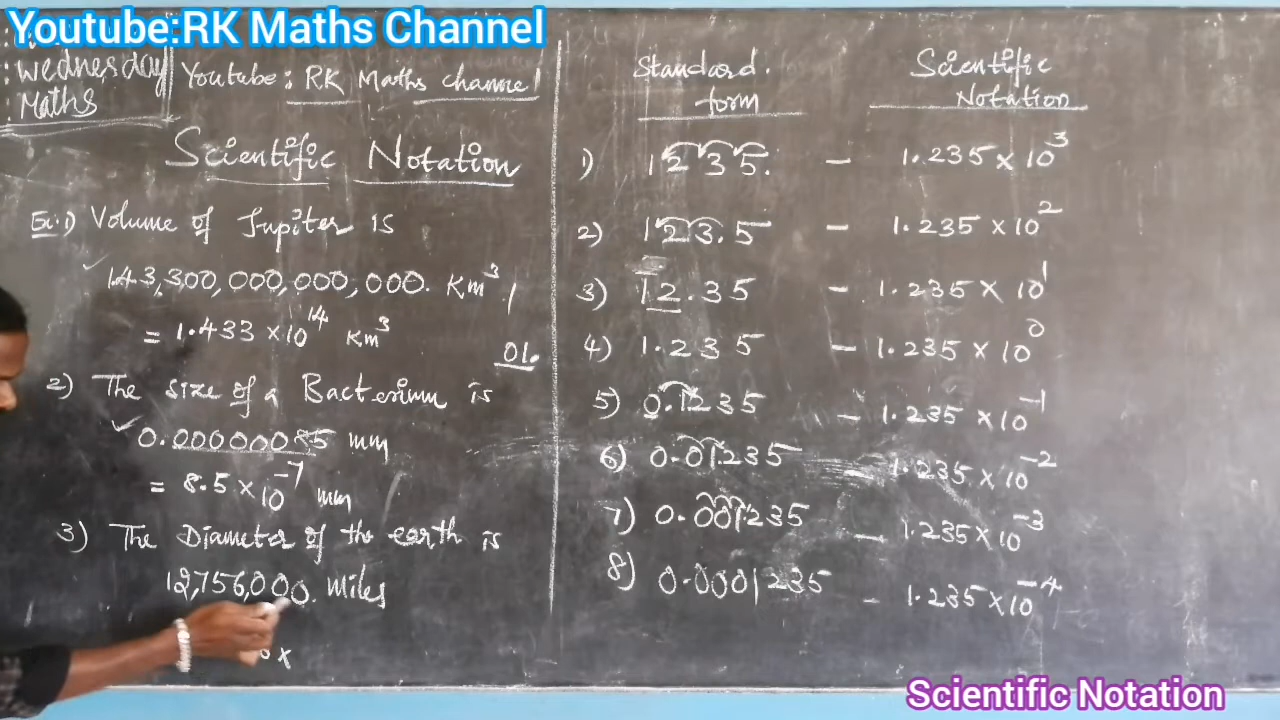 Youtube:RK Maths Channel
Wednesday
Maths
Youtube: RK Maths channel
Scientific Notation
Ex: 1) Volume of Jupiter is
143,300,000,000,000. Km³
= 1.433 × 10¹⁴ Km³
01.
2) The size of a Bacterium is
0.00000085 mm
= 8.5 × 10⁻⁷ mm
3) The Diameter of the earth is
12,756,000. Miles
×
Standard form
Scientific Notation
1) 1235. – 1.235 × 10³
2) 123.5 – 1.235 × 10²
3) 12.35 – 1.235 × 10¹
4) 1.235 – 1.235 × 10⁰
5) 0.1235 – 1.235 × 10⁻¹
6) 0.01235 1.235 × 10⁻²
7) 0.001235 – 1.235 × 10⁻³
8) 0.0001235 – 1.235 × 10⁻⁴
Scientific Notation